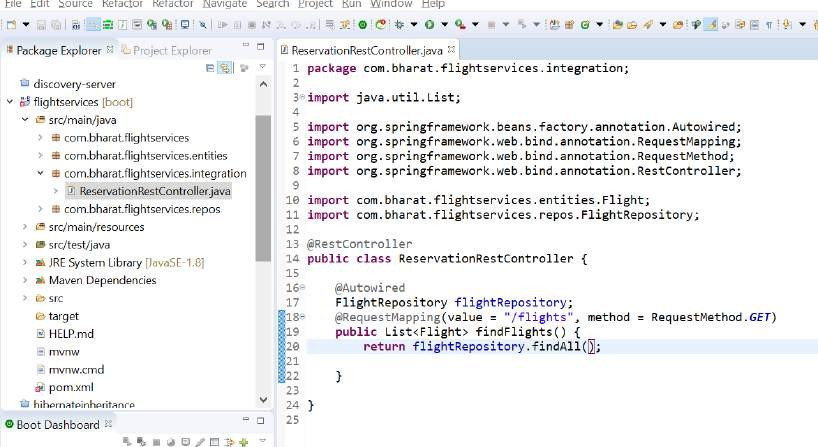 File Edit Source Refactor Refactor Navigate Search Project Run Window Help
Package Explorer
Project Explorer
discovery-server
flightservices [boot]
src/main/java
com.bharat.flightservices
com.bharat.flightservices.entities
com.bharat.flightservices.integration
ReservationRestController.java
com.bharat.flightservices.repos
src/main/resources
src/test/java
JRE System Library [JavaSE-1.8]
Maven Dependencies
src
target
HELP.md
mvnw
mvnw.cmd
pom.xml
hibernateinheritance
Boot Dashboard
ReservationRestController.java
1 package com.bharat.flightservices.integration;
2
3 import java.util.List;
4
5 import org.springframework.beans.factory.annotation.Autowired;
6 import org.springframework.web.bind.annotation.RequestMapping;
7 import org.springframework.web.bind.annotation.RequestMethod;
8 import org.springframework.web.bind.annotation.RestController;
9
10 import com.bharat.flightservices.entities.Flight;
11 import com.bharat.flightservices.repos.FlightRepository;
12
13 @RestController
14 public class ReservationRestController {
15
16 @Autowired
17 FlightRepository flightRepository;
18 @RequestMapping(value = "/flights", method = RequestMethod.GET)
19 public List<Flight> findFlights() {
20 return flightRepository.findAll();
21
22 }
23
24 }
25